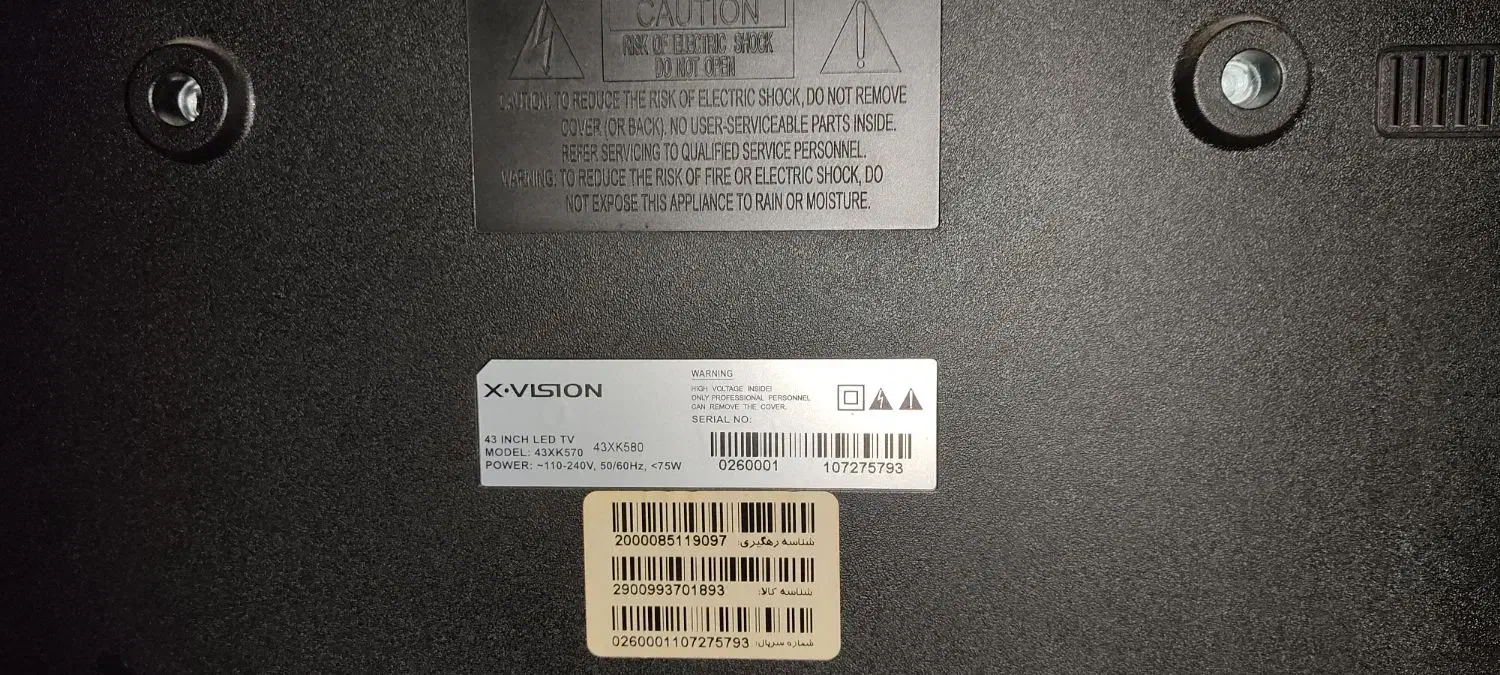 CAUTION
RISK OF ELECTRIC SHOCK
DO NOT OPEN
CAUTION: TO REDUCE THE RISK OF ELECTRIC SHOCK, DO NOT REMOVE
COVER (OR BACK). NO USER-SERVICEABLE PARTS INSIDE.
REFER SERVICING TO QUALIFIED SERVICE PERSONNEL.
WARNING: TO REDUCE THE RISK OF FIRE OR ELECTRIC SHOCK, DO
NOT EXPOSE THIS APPLIANCE TO RAIN OR MOISTURE.
X·VISION
43 INCH LED TV
MODEL: 43XK570 43XK580
POWER: ~110-240V, 50/60Hz, <75W
WARNING
HIGH VOLTAGE INSIDE!
ONLY PROFESSIONAL PERSONNEL
CAN REMOVE THE COVER.
SERIAL NO:
0260001 107275793
شناسه رهگیری: 2000085119097
شناسه کالا: 2900993701893
شماره سریال: 0260001107275793